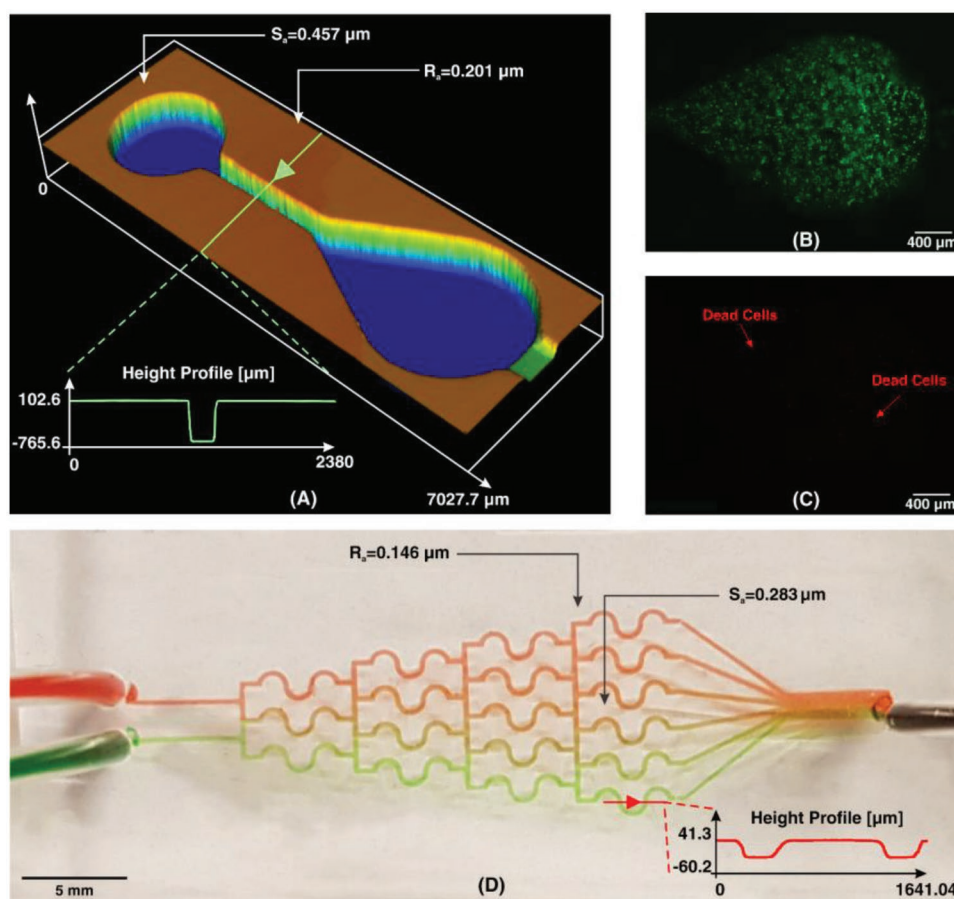 Sa=0.457 µm
Ra=0.201 µm
0
Height Profile [µm]
102.6
-765.6
0
2380
7027.7 µm
(A)
(B)
400 µm
Dead Cells
Dead Cells
(C)
400 µm
Ra=0.146 µm
Sa=0.283 µm
Height Profile [µm]
41.3
-60.2
0
1641.04
5 mm
(D)